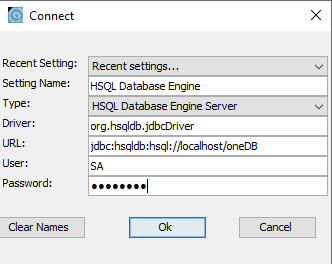 Connect
Recent Setting: Recent settings...
Setting Name: HSQL Database Engine
Type: HSQL Database Engine Server
Driver: org.hsqldb.jdbcDriver
URL: jdbc:hsqldb:hsql://localhost/oneDB
User: SA
Password: ●●●●●●●●
Clear Names Ok Cancel